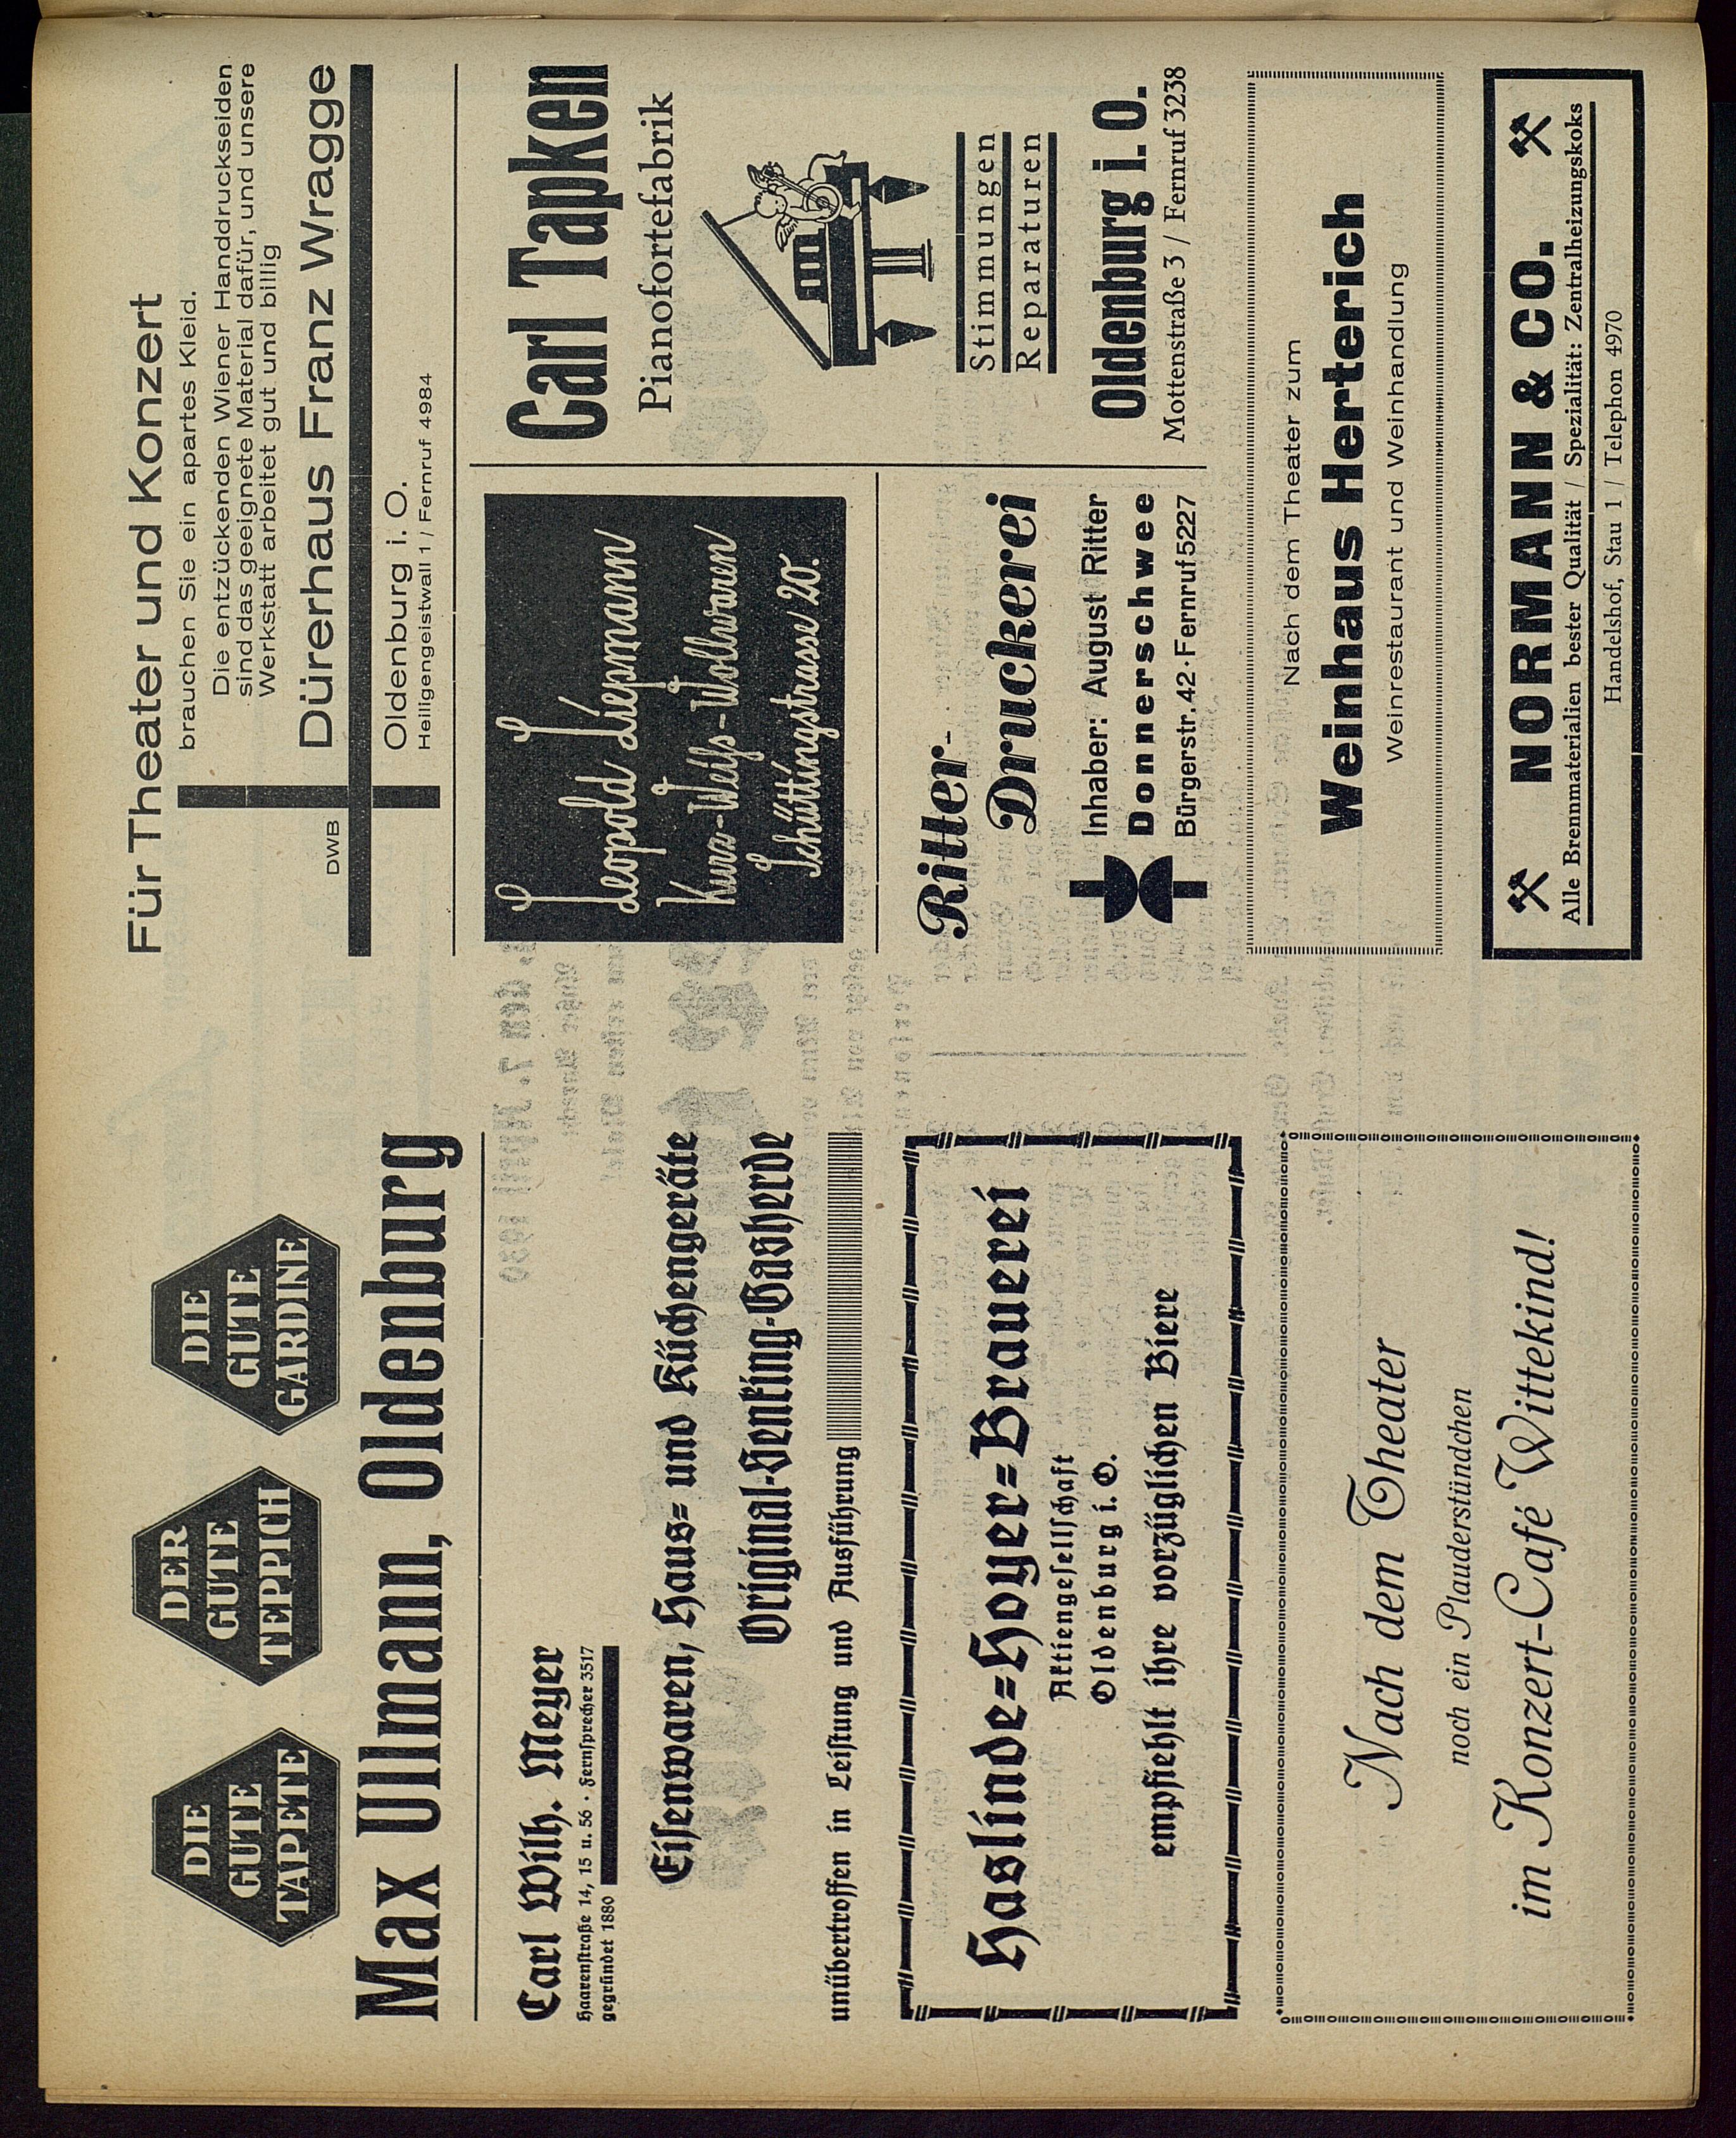 DIE
GUTE
TAPETE
DER
GUTE
TEPPICH
DIE
GUTE
GARDINE
Max Ullmann, Oldenburg
Carl Wilh. Meyer
Haarenstraße 14, 15 u. 56 · Fernsprecher 3517
gegründet 1880
Eisenwaren, Haus- und Küchengeräte
Original-Senking-Gasherde
unübertroffen in Leistung und Ausführung
Haslinde-Hoyer-Brauerei
Aktiengesellschaft
Oldenburg i. O.
empfiehlt ihre vorzüglichen Biere
Nach dem Theater
noch ein Plauderstündchen
im Konzert-Café Wittekind!
Für Theater und Konzert
brauchen Sie ein apartes Kleid.
Die entzückenden Wiener Handdruckseiden
sind das geeignete Material dafür, und unsere
Werkstatt arbeitet gut und billig
DWB
Dürerhaus Franz Wragge
Oldenburg i. O.
Heiligengeistwall 1 / Fernruf 4984
Leopold Liepmann
Kurz-Weiß-Wollwaren
Schüttingstrasse 20.
Ritter-
Druckerei
Inhaber: August Ritter
Donnerschwee
Bürgerstr. 42 · Fernruf 5227
Carl Tapken
Pianofortefabrik
Stimmungen
Reparaturen
Oldenburg i. O.
Mottenstraße 3 / Fernruf 3238
Nach dem Theater zum
Weinhaus Herterich
Weinrestaurant und Weinhandlung
NORMANN & CO.
Alle Brennmaterialien bester Qualität / Spezialität: Zentralheizungskoks
Handelshof, Stau 1 / Telephon 4970